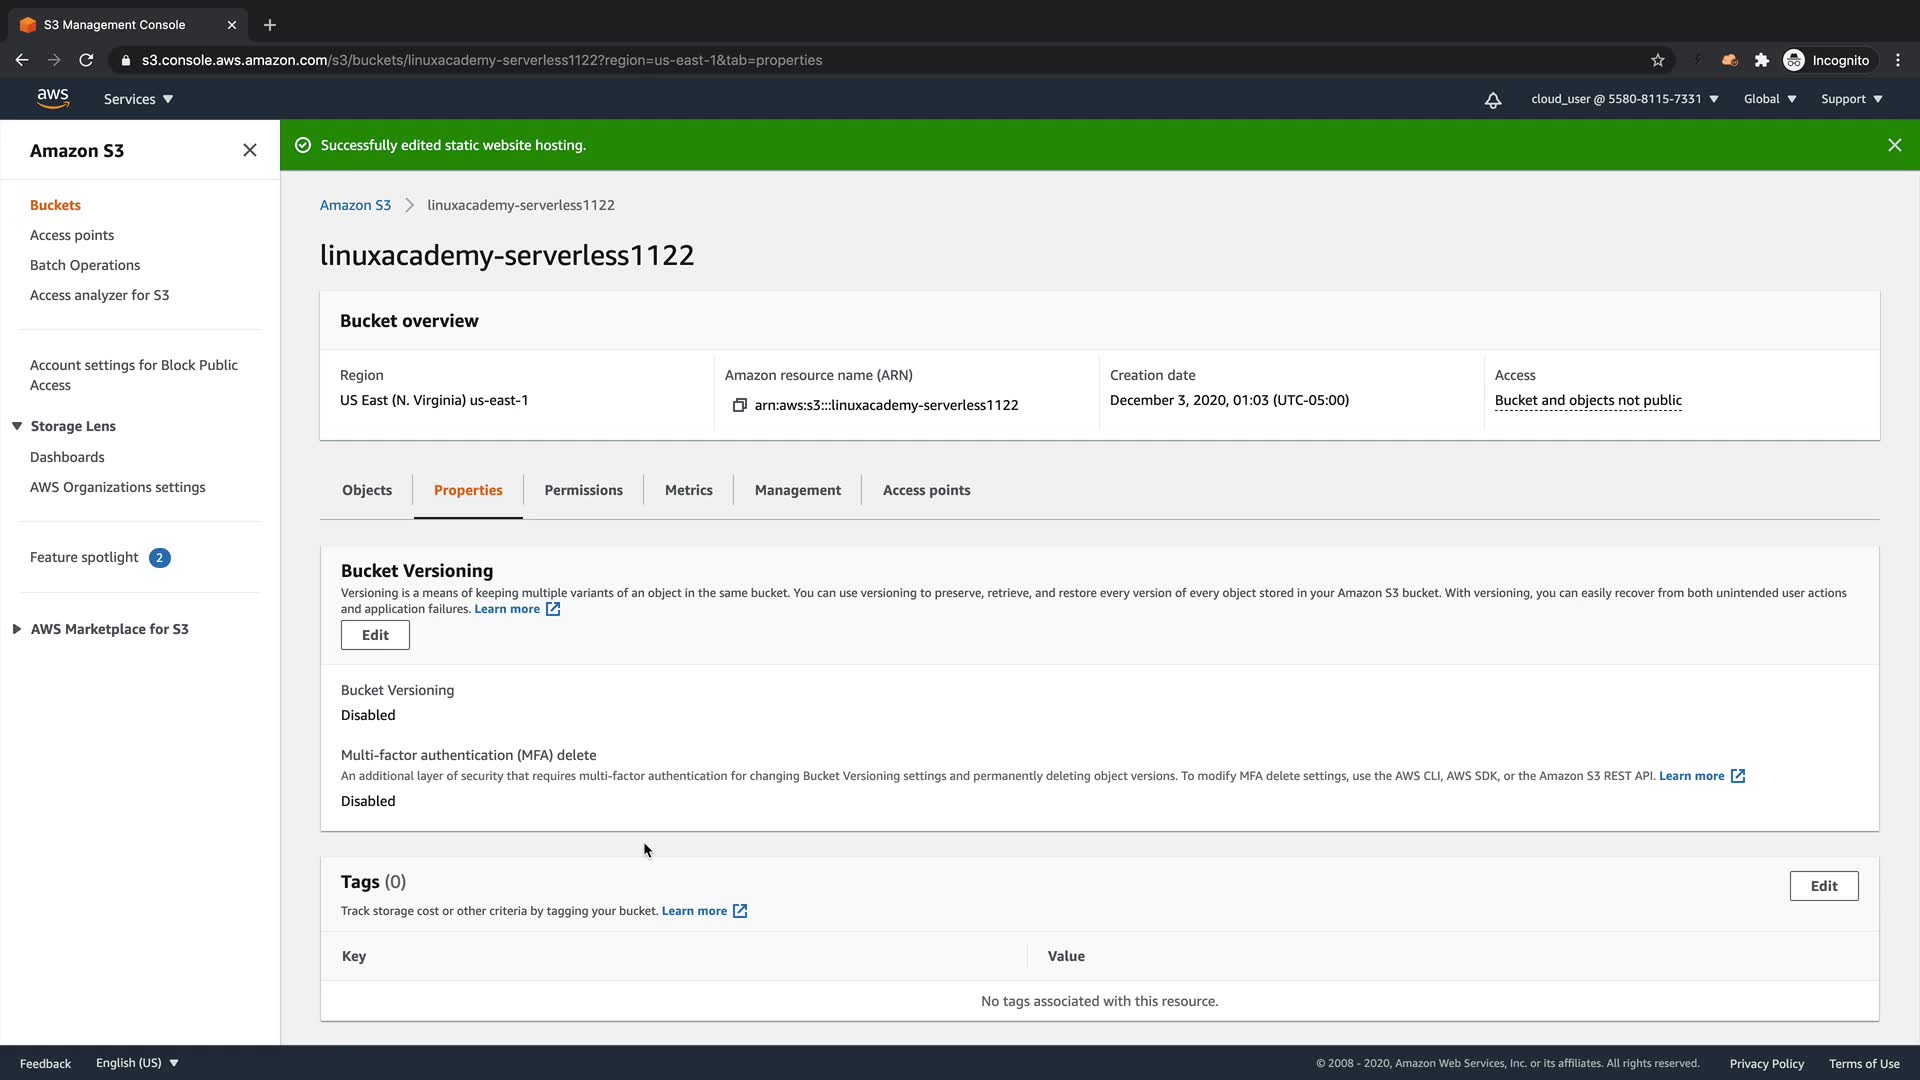 S3 Management Console
s3.console.aws.amazon.com/s3/buckets/linuxacademy-serverless1122?region=us-east-1&tab=properties
Incognito
aws
Services
cloud_user @ 5580-8115-7331
Global
Support
Amazon S3
Successfully edited static website hosting.
Buckets
Access points
Batch Operations
Access analyzer for S3
Account settings for Block Public
Access
Storage Lens
Dashboards
AWS Organizations settings
Feature spotlight 2
AWS Marketplace for S3
Amazon S3
linuxacademy-serverless1122
linuxacademy-serverless1122
Bucket overview
Region
US East (N. Virginia) us-east-1
Amazon resource name (ARN)
arn:aws:s3:::linuxacademy-serverless1122
Creation date
December 3, 2020, 01:03 (UTC-05:00)
Access
Bucket and objects not public
Objects
Properties
Permissions
Metrics
Management
Access points
Bucket Versioning
Versioning is a means of keeping multiple variants of an object in the same bucket. You can use versioning to preserve, retrieve, and restore every version of every object stored in your Amazon S3 bucket. With versioning, you can easily recover from both unintended user actions
and application failures. Learn more
Edit
Bucket Versioning
Disabled
Multi-factor authentication (MFA) delete
An additional layer of security that requires multi-factor authentication for changing Bucket Versioning settings and permanently deleting object versions. To modify MFA delete settings, use the AWS CLI, AWS SDK, or the Amazon S3 REST API. Learn more
Disabled
Tags (0)
Edit
Track storage cost or other criteria by tagging your bucket. Learn more
Key
Value
No tags associated with this resource.
Feedback
English (US)
© 2008 - 2020, Amazon Web Services, Inc. or its affiliates. All rights reserved.
Privacy Policy
Terms of Use